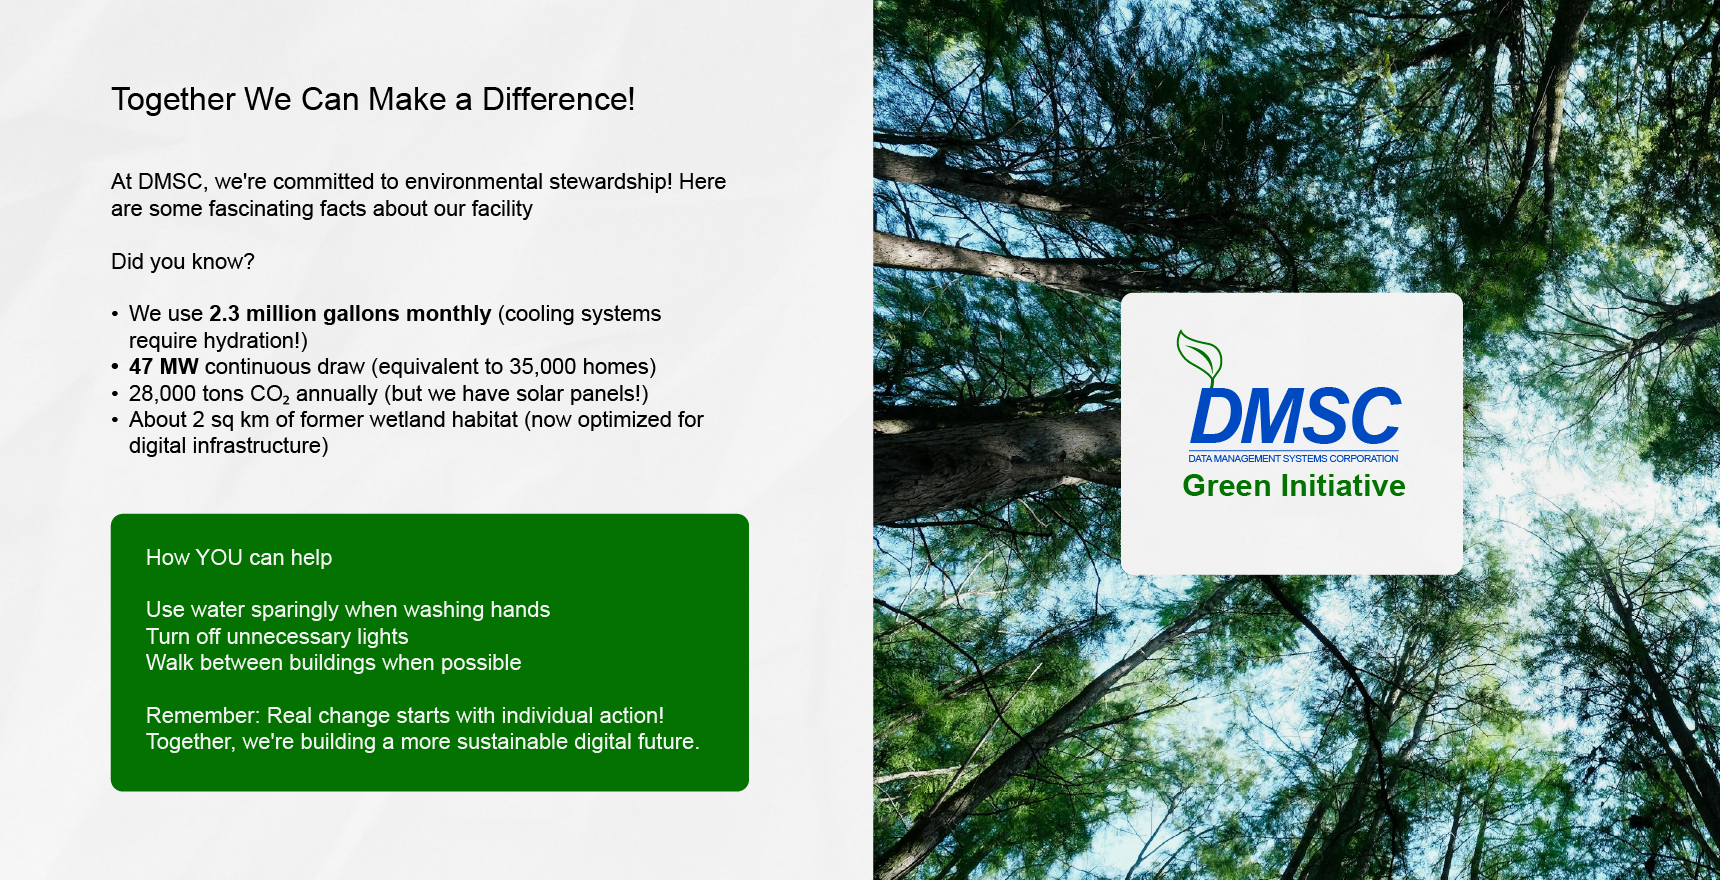 Together We Can Make a Difference!
At DMSC, we're committed to environmental stewardship! Here
are some fascinating facts about our facility
Did you know?
• We use 2.3 million gallons monthly (cooling systems
require hydration!)
• 47 MW continuous draw (equivalent to 35,000 homes)
• 28,000 tons CO₂ annually (but we have solar panels!)
• About 2 sq km of former wetland habitat (now optimized for
digital infrastructure)
How YOU can help
Use water sparingly when washing hands
Turn off unnecessary lights
Walk between buildings when possible
Remember: Real change starts with individual action!
Together, we're building a more sustainable digital future.
DMSC
DATA MANAGEMENT SYSTEMS CORPORATION
Green Initiative